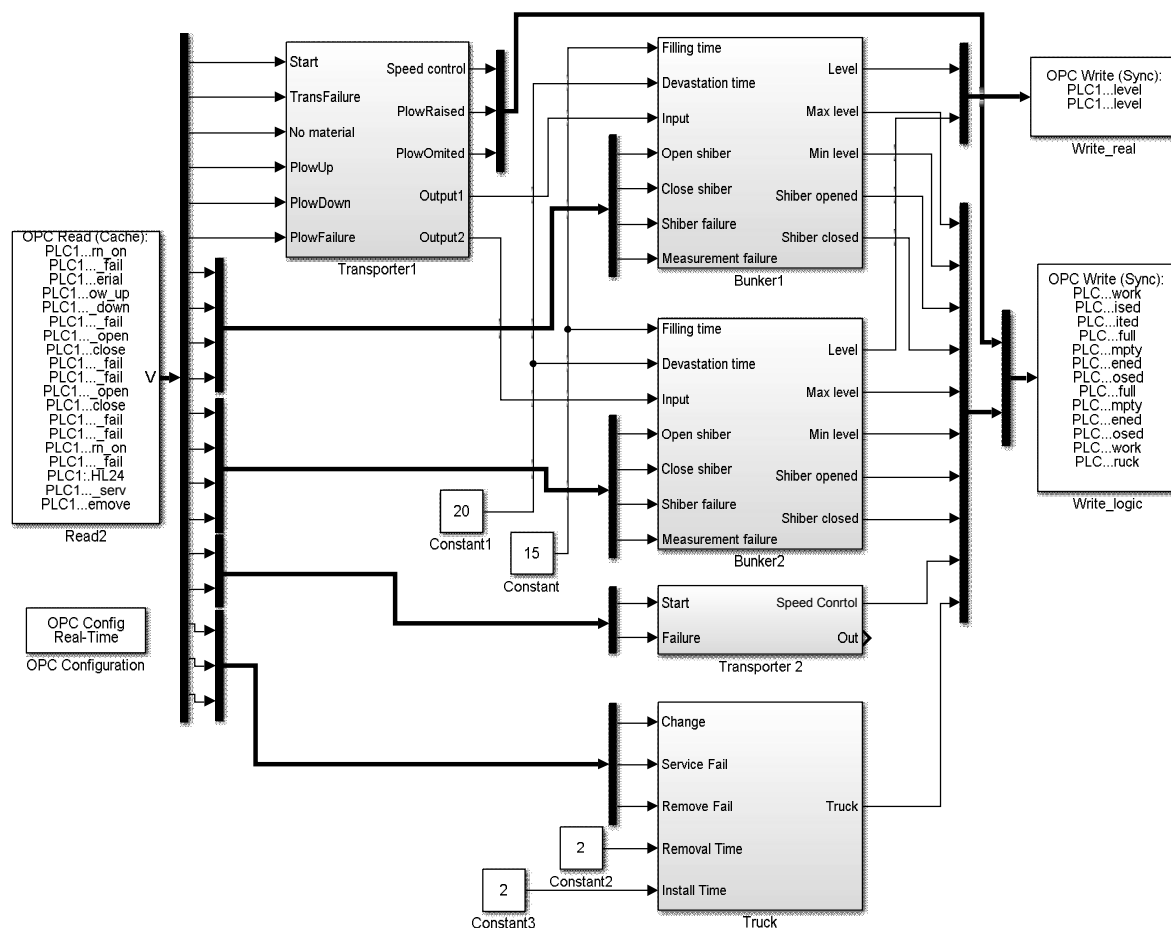 OPC Read (Cache):
PLC1...rn_on
PLC1..._fail
PLC1...erial
PLC1...ow_up
PLC1..._down
PLC1..._fail
PLC1..._open
PLC1...close
PLC1..._fail
PLC1..._fail
PLC1..._open
PLC1...close
PLC1..._fail
PLC1..._fail
PLC1...rn_on
PLC1..._fail
PLC1:.HL24
PLC1..._serv
PLC1...emove
V
Read2
OPC Config
Real-Time
OPC Configuration
Start
TransFailure
No material
PlowUp
PlowDown
PlowFailure
Speed control
PlowRaised
PlowOmited
Output1
Output2
Transporter1
Filling time
Devastation time
Input
Open shiber
Close shiber
Shiber failure
Measurement failure
Level
Max level
Min level
Shiber opened
Shiber closed
Bunker1
Filling time
Devastation time
Input
Open shiber
Close shiber
Shiber failure
Measurement failure
Level
Max level
Min level
Shiber opened
Shiber closed
Bunker2
20
Constant1
15
Constant
Start
Failure
Speed Conrtol
Out
Transporter 2
Change
Service Fail
Remove Fail
Removal Time
Install Time
Truck
Truck
2
Constant2
2
Constant3
OPC Write (Sync):
PLC1...level
PLC1...level
Write_real
OPC Write (Sync):
PLC...work
PLC...ised
PLC...ited
PLC...full
PLC...mpty
PLC...ened
PLC...osed
PLC...full
PLC...mpty
PLC...ened
PLC...osed
PLC...work
PLC...ruck
Write_logic